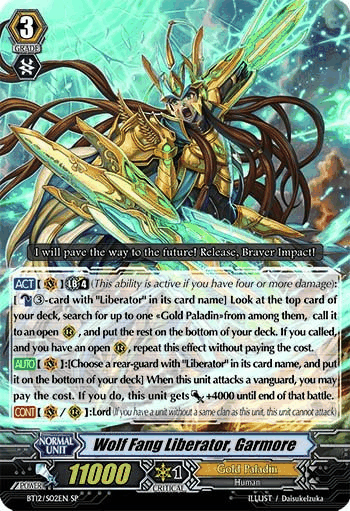 3
GRADE
I will pave the way to the future! Release, Braver Impact!
ACT [ ] LB4 (This ability is active if you have four or more damage):
[ 3-card with "Liberator" in its card name] Look at the top card
of your deck, search for up to one «Gold Paladin»from among them, call it
to an open , and put the rest on the bottom of your deck. If you called,
and you have an open , repeat this effect without paying the cost.
AUTO [ ]:[Choose a rear-guard with "Liberator" in its card name, and put
it on the bottom of your deck] When this unit attacks a vanguard, you may
pay the cost. If you do, this unit gets +4000 until end of that battle.
CONT [ / ]:Lord (If you have a unit without a same clan as this unit, this unit cannot attack)
NORMAL UNIT
Wolf Fang Liberator, Garmore
POWER
11000
1
CRITICAL
Gold Paladin
Human
BT12/S02EN SP
ILLUST / DaisukeIzuka